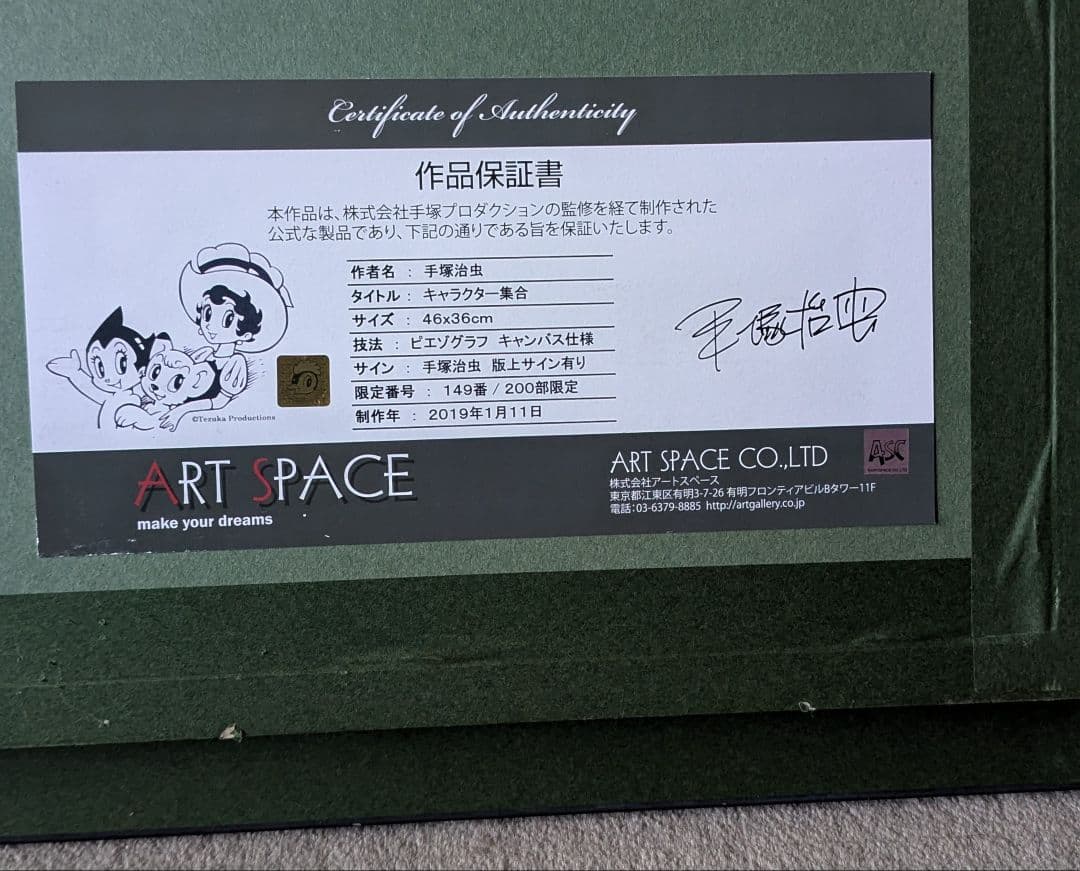 Certificate of Authenticity
作品保証書
本作品は、株式会社手塚プロダクションの監修を経て制作された
公式な製品であり、下記の通りである旨を保証いたします。
作者名 : 手塚治虫
タイトル : キャラクター集合
サイズ : 46x36cm
技法 : ピエゾグラフ キャンバス仕様
サイン : 手塚治虫 版上サイン有り
限定番号 : 149番 / 200部限定
制作年 : 2019年1月11日
手塚治虫
©Tezuka Productions
ART SPACE
make your dreams
ART SPACE CO.,LTD
株式会社アートスペース
東京都江東区有明3-7-26 有明フロンティアビルBタワー11F
電話:03-6379-8885 http://artgallery.co.jp
ASC
ARTSPACE CO.,LTD